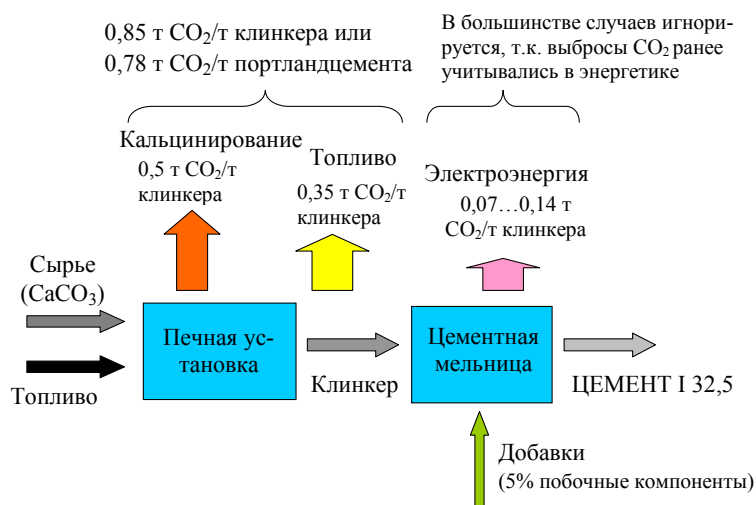 0,85 т CO₂/т клинкера или
0,78 т CO₂/т портландцемента
В большинстве случаев игнори-
руется, т.к. выбросы CO₂ ранее
учитывались в энергетике
Кальцинирование
0,5 т CO₂/т
клинкера
Топливо
0,35 т CO₂/т
клинкера
Электроэнергия
0,07…0,14 т
CO₂/т клинкера
Сырье
(CaCO₃)
Топливо
Печная ус-
тановка
Клинкер
Цементная
мельница
ЦЕМЕНТ I 32,5
Добавки
(5% побочные компоненты)